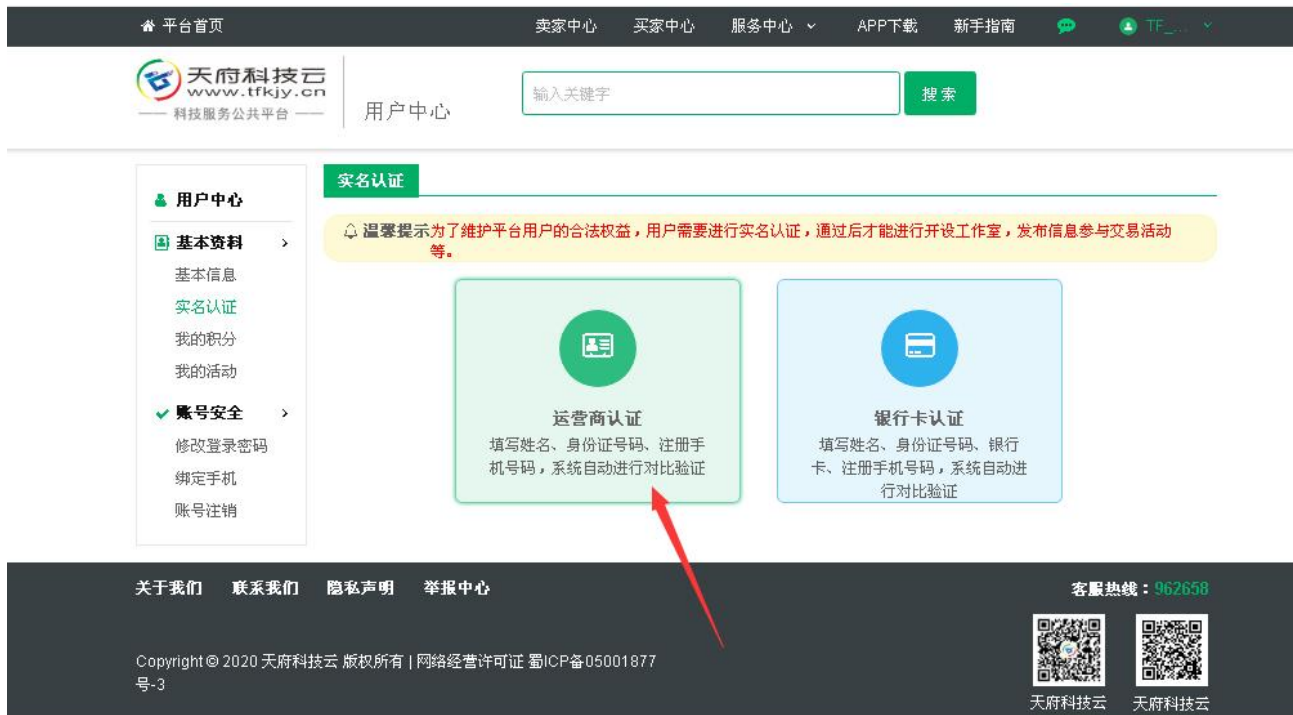 平台首页
卖家中心 买家中心 服务中心 APP下载 新手指南 TF_...
天府科技云
www.tfkjy.cn
科技服务公共平台
用户中心
输入关键字
搜索
用户中心
基本资料
基本信息
实名认证
我的积分
我的活动
账号安全
修改登录密码
绑定手机
账号注销
实名认证
温馨提示为了维护平台用户的合法权益,用户需要进行实名认证,通过后才能进行开设工作室,发布信息参与交易活动
等。
运营商认证
填写姓名、身份证号码、注册手
机号码,系统自动进行对比验证
银行卡认证
填写姓名、身份证号码、银行
卡、注册手机号码,系统自动进
行对比验证
关于我们 联系我们 隐私声明 举报中心
客服热线:962658
Copyright © 2020 天府科技云 版权所有 | 网络经营许可证 蜀ICP备05001877
号-3
天府科技云 天府科技云